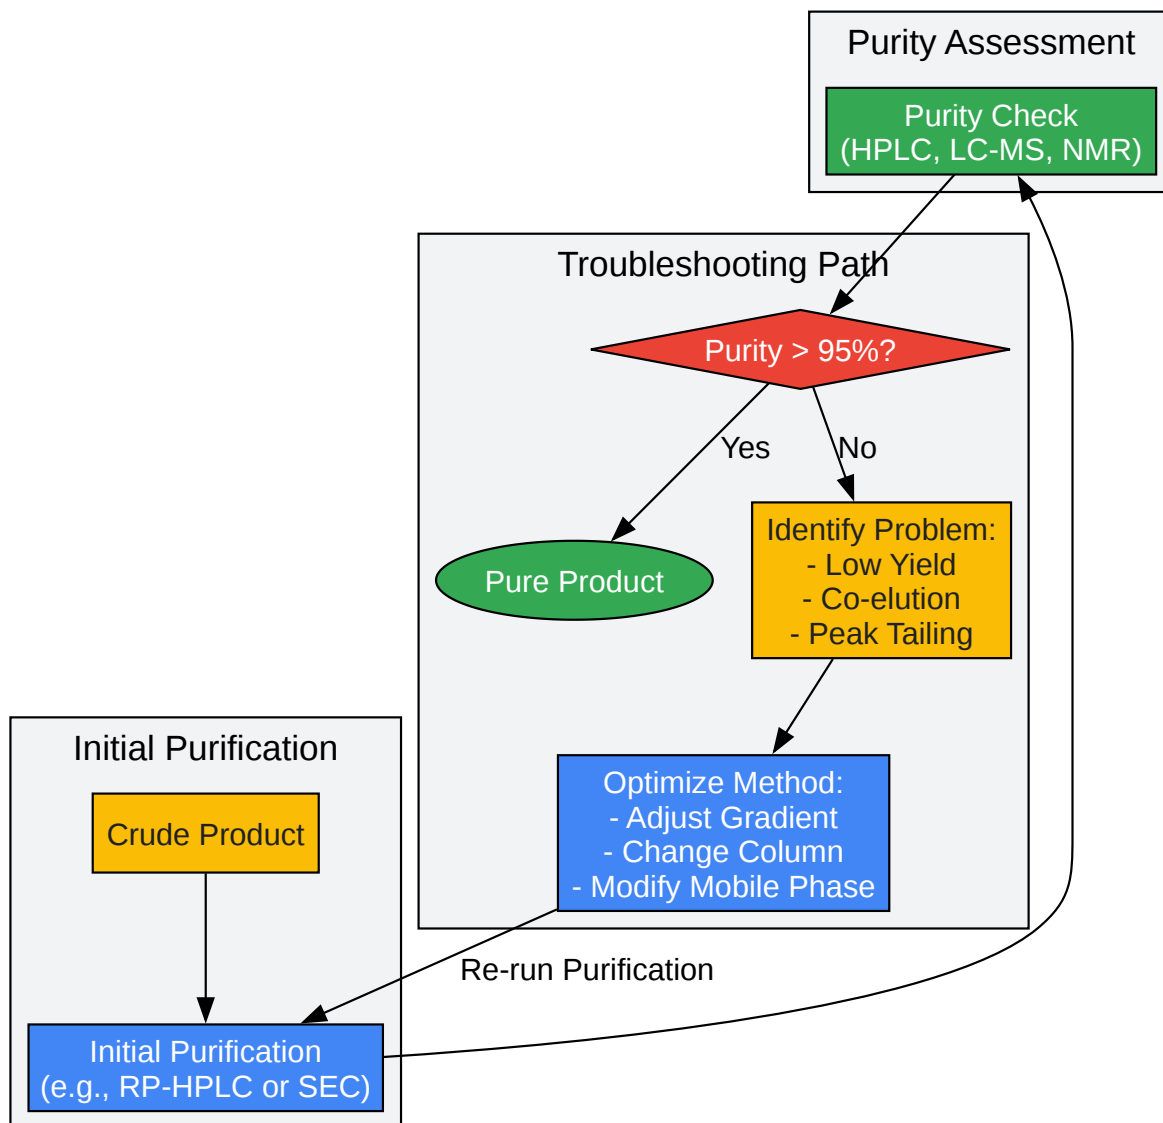 Purity Assessment
Purity Check
(HPLC, LC-MS, NMR)
Troubleshooting Path
Purity > 95%?
Yes
No
Pure Product
Identify Problem:
- Low Yield
- Co-elution
- Peak Tailing
Optimize Method:
- Adjust Gradient
- Change Column
- Modify Mobile Phase
Initial Purification
Crude Product
Re-run Purification
Initial Purification
(e.g., RP-HPLC or SEC)